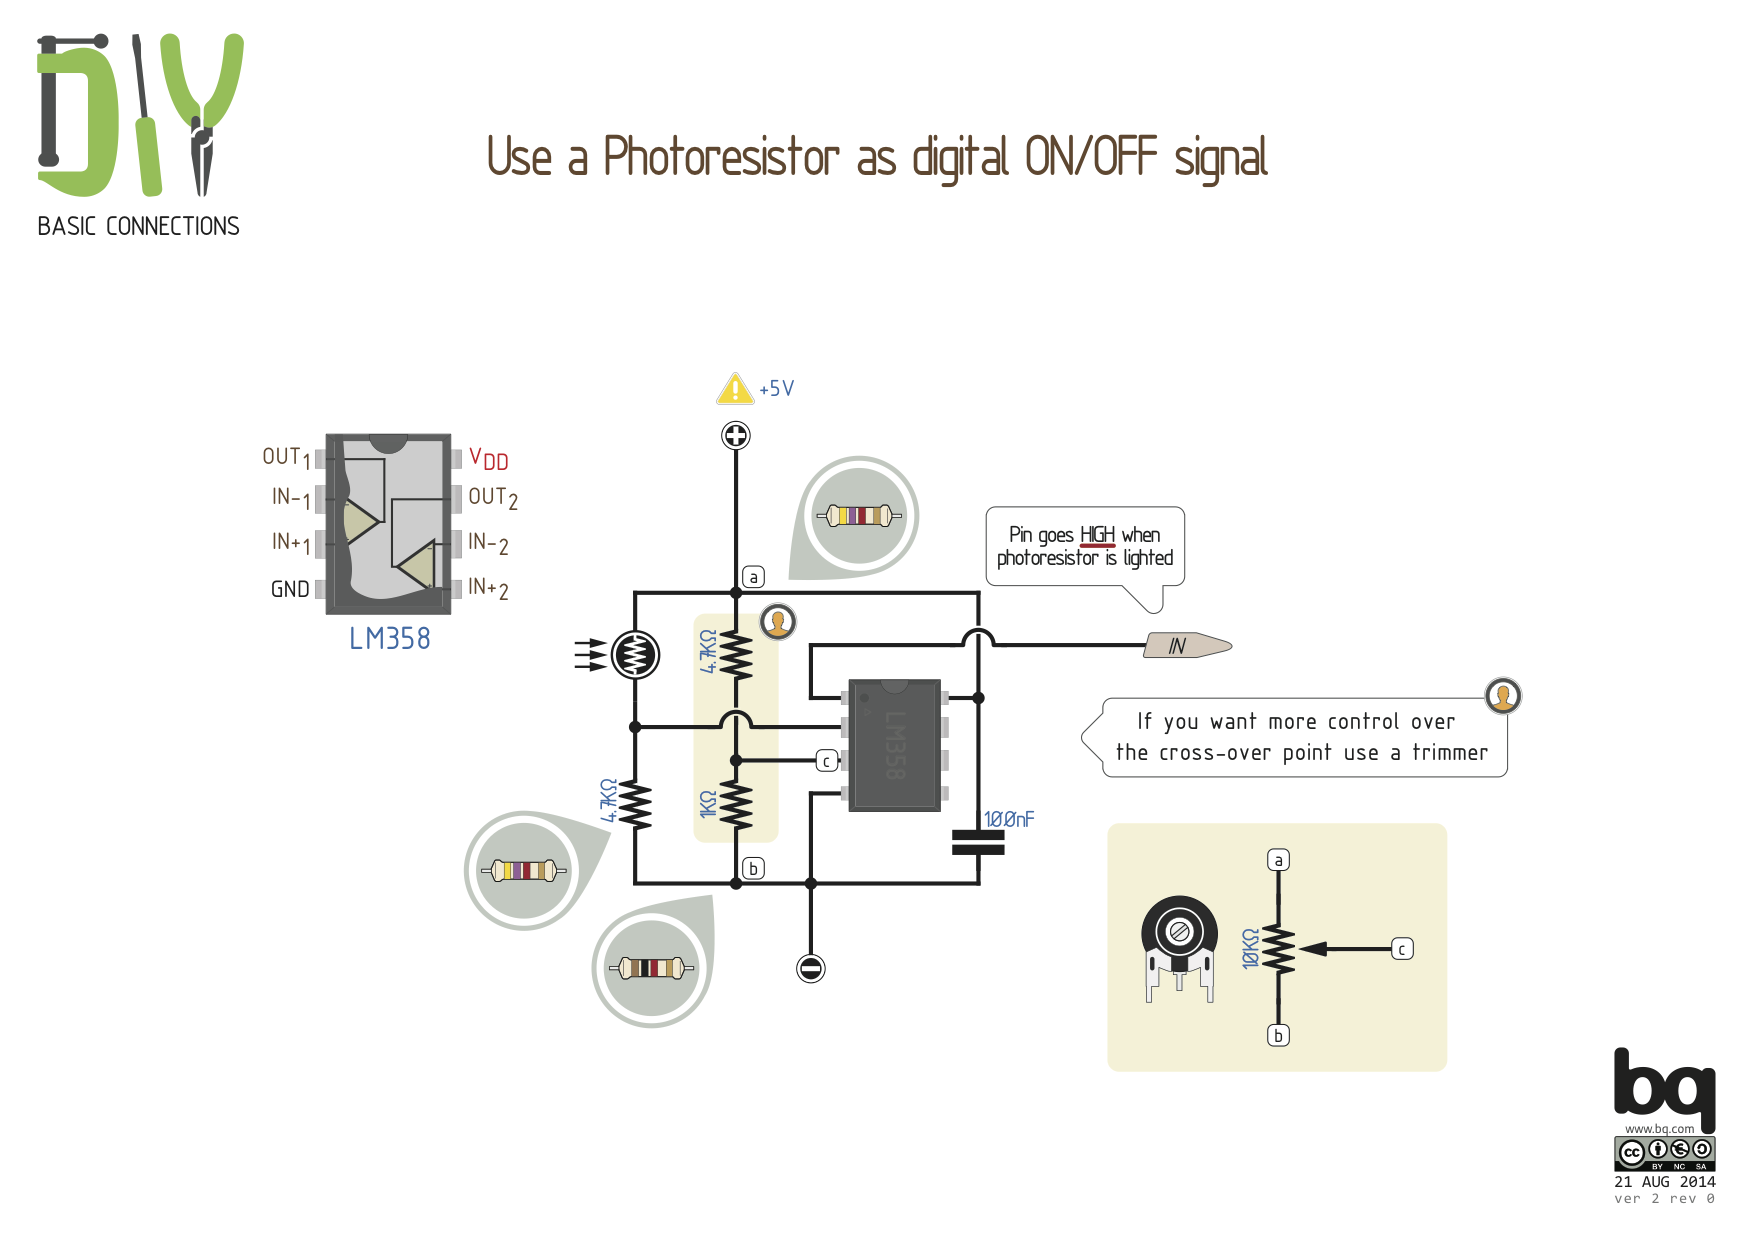 DIY
BASIC CONNECTIONS
Use a Photoresistor as digital ON/OFF signal
+5V
OUT1
IN-1
IN+1
GND
VDD
OUT2
IN-2
IN+2
LM358
a
Pin goes HIGH when
photoresistor is lighted
4.7KΩ
IN
LM358
c
4.7KΩ
1KΩ
100nF
b
If you want more control over
the cross-over point use a trimmer
a
10KΩ
c
b
bq
www.bq.com
cc
BY NC SA
21 AUG 2014
ver 2 rev 0